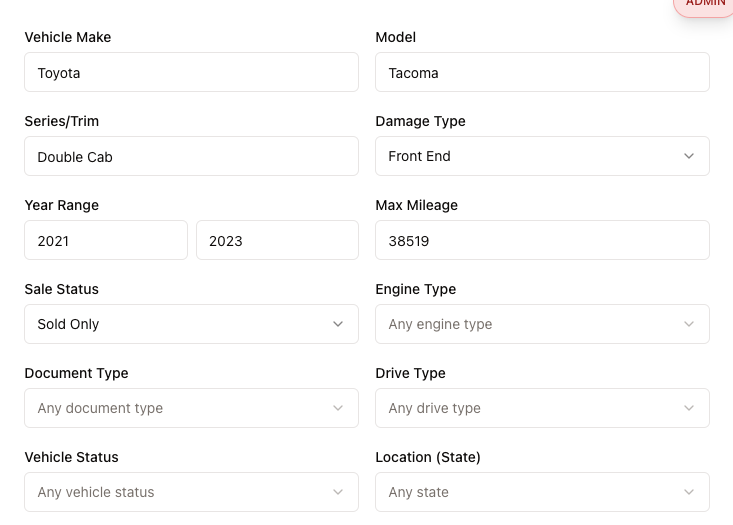 ADMIN
Vehicle Make
Model
Toyota
Tacoma
Series/Trim
Damage Type
Double Cab
Front End
Year Range
Max Mileage
2021
2023
38519
Sale Status
Engine Type
Sold Only
Any engine type
Document Type
Drive Type
Any document type
Any drive type
Vehicle Status
Location (State)
Any vehicle status
Any state